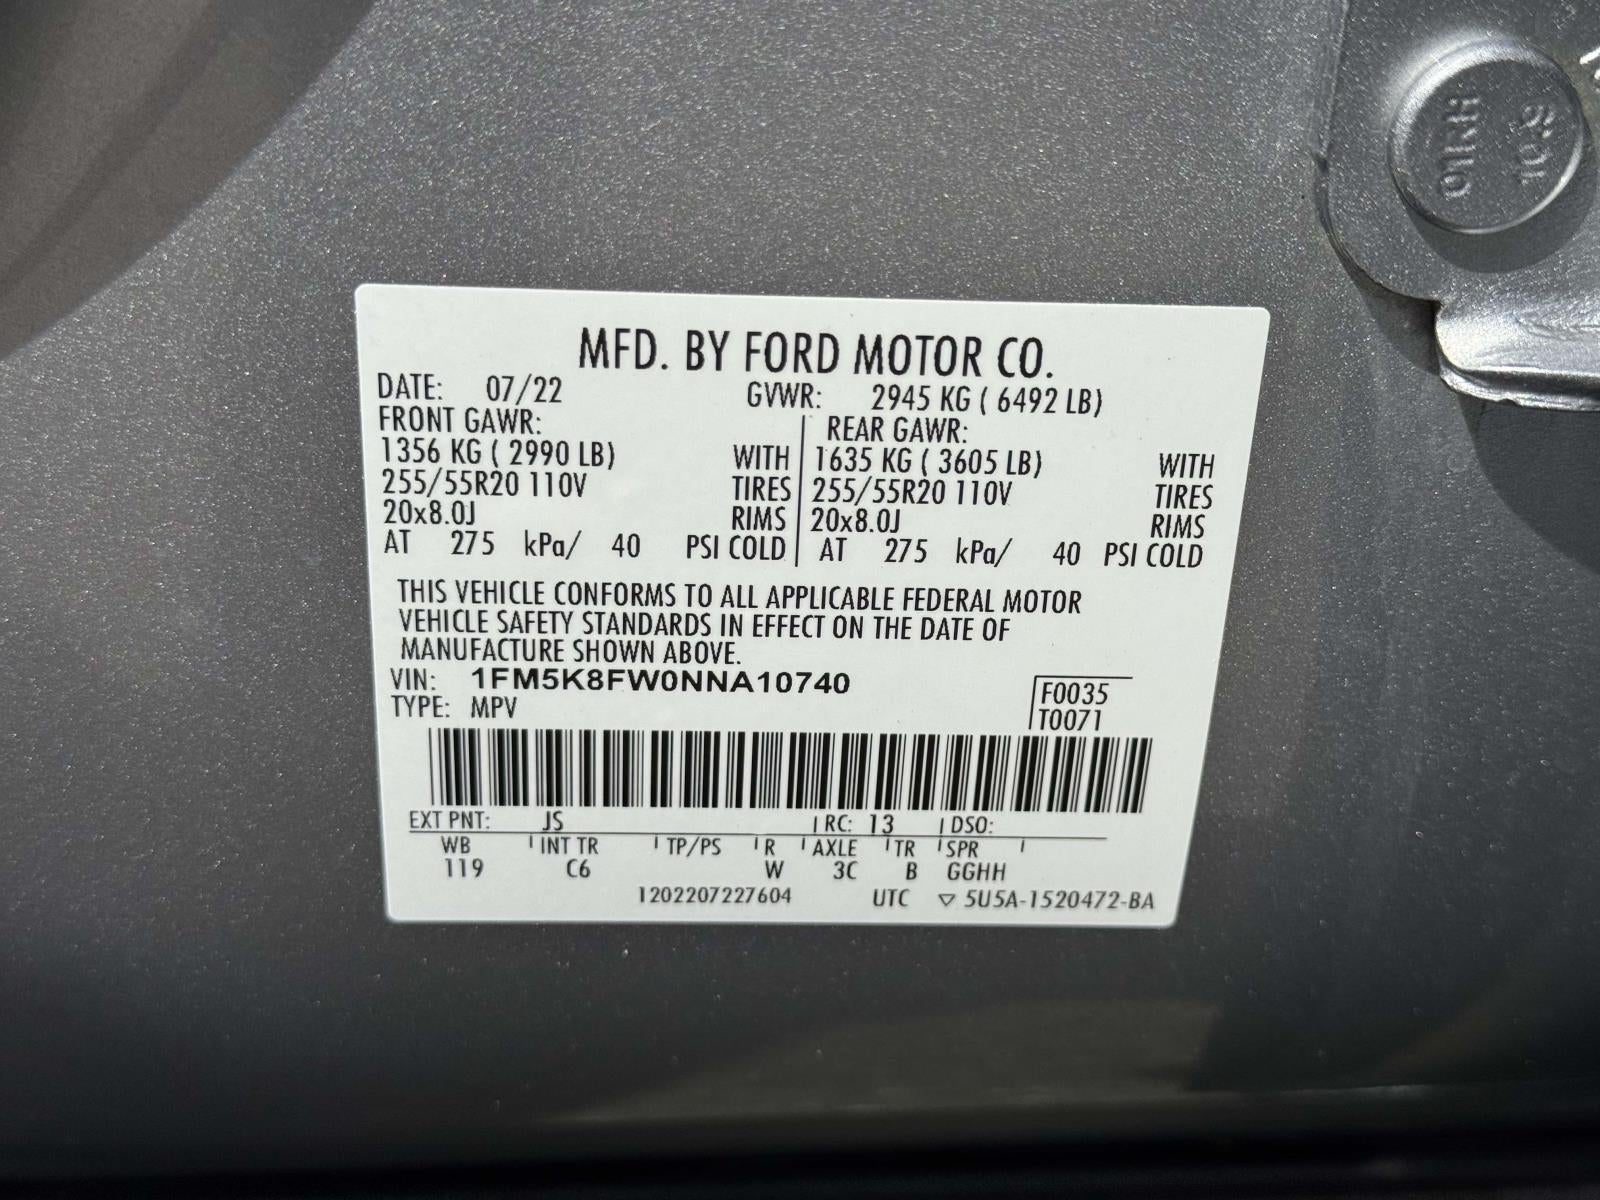 MFD. BY FORD MOTOR CO.
DATE: 07/22 GVWR: 2945 KG ( 6492 LB)
FRONT GAWR: REAR GAWR:
1356 KG ( 2990 LB) WITH 1635 KG ( 3605 LB) WITH
255/55R20 110V TIRES 255/55R20 110V TIRES
20x8.0J RIMS 20x8.0J RIMS
AT 275 kPa/ 40 PSI COLD AT 275 kPa/ 40 PSI COLD
THIS VEHICLE CONFORMS TO ALL APPLICABLE FEDERAL MOTOR
VEHICLE SAFETY STANDARDS IN EFFECT ON THE DATE OF
MANUFACTURE SHOWN ABOVE.
VIN: 1FM5K8FW0NNA10740 F0035
TYPE: MPV T0071
EXT PNT: JS RC: 13 DSO:
WB INT TR TP/PS R AXLE TR SPR
119 C6 W 3C B GGHH
1202207227604 UTC ▽ 5U5A-1520472-BA
10.9